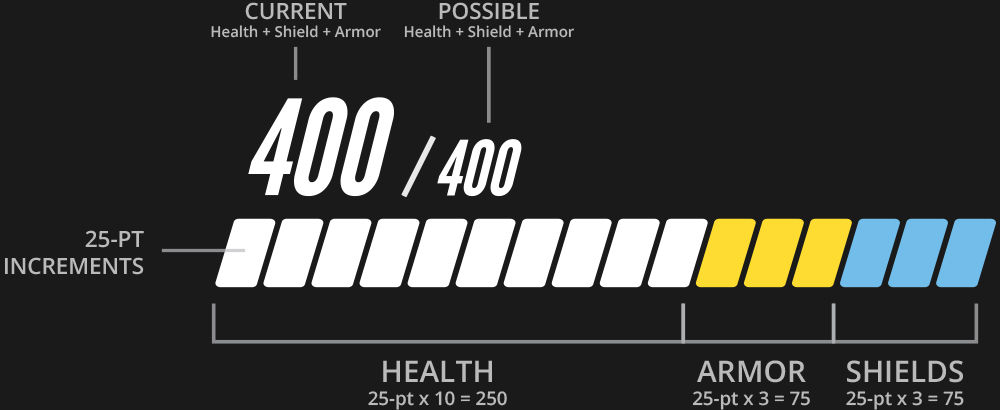 CURRENT
Health + Shield + Armor
POSSIBLE
Health + Shield + Armor
400 / 400
25-PT
INCREMENTS
HEALTH
25-pt x 10 = 250
ARMOR
25-pt x 3 = 75
SHIELDS
25-pt x 3 = 75